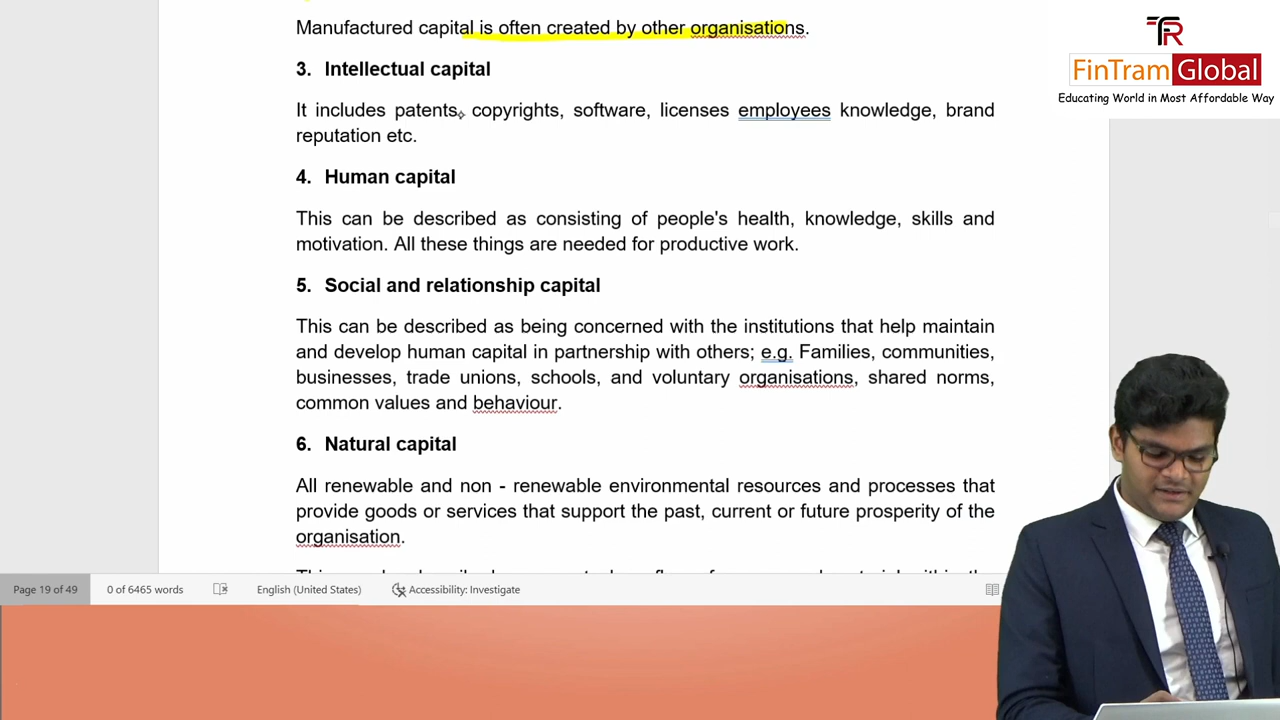 Manufactured capital is often created by other organisations.
3. Intellectual capital
It includes patents, copyrights, software, licenses employees knowledge, brand
reputation etc.
4. Human capital
This can be described as consisting of people's health, knowledge, skills and
motivation. All these things are needed for productive work.
5. Social and relationship capital
This can be described as being concerned with the institutions that help maintain
and develop human capital in partnership with others; e.g. Families, communities,
businesses, trade unions, schools, and voluntary organisations, shared norms,
common values and behaviour.
6. Natural capital
All renewable and non - renewable environmental resources and processes that
provide goods or services that support the past, current or future prosperity of the
organisation.
Page 19 of 49 0 of 6465 words English (United States) Accessibility: Investigate
FinTram Global
Educating World in Most Affordable Way